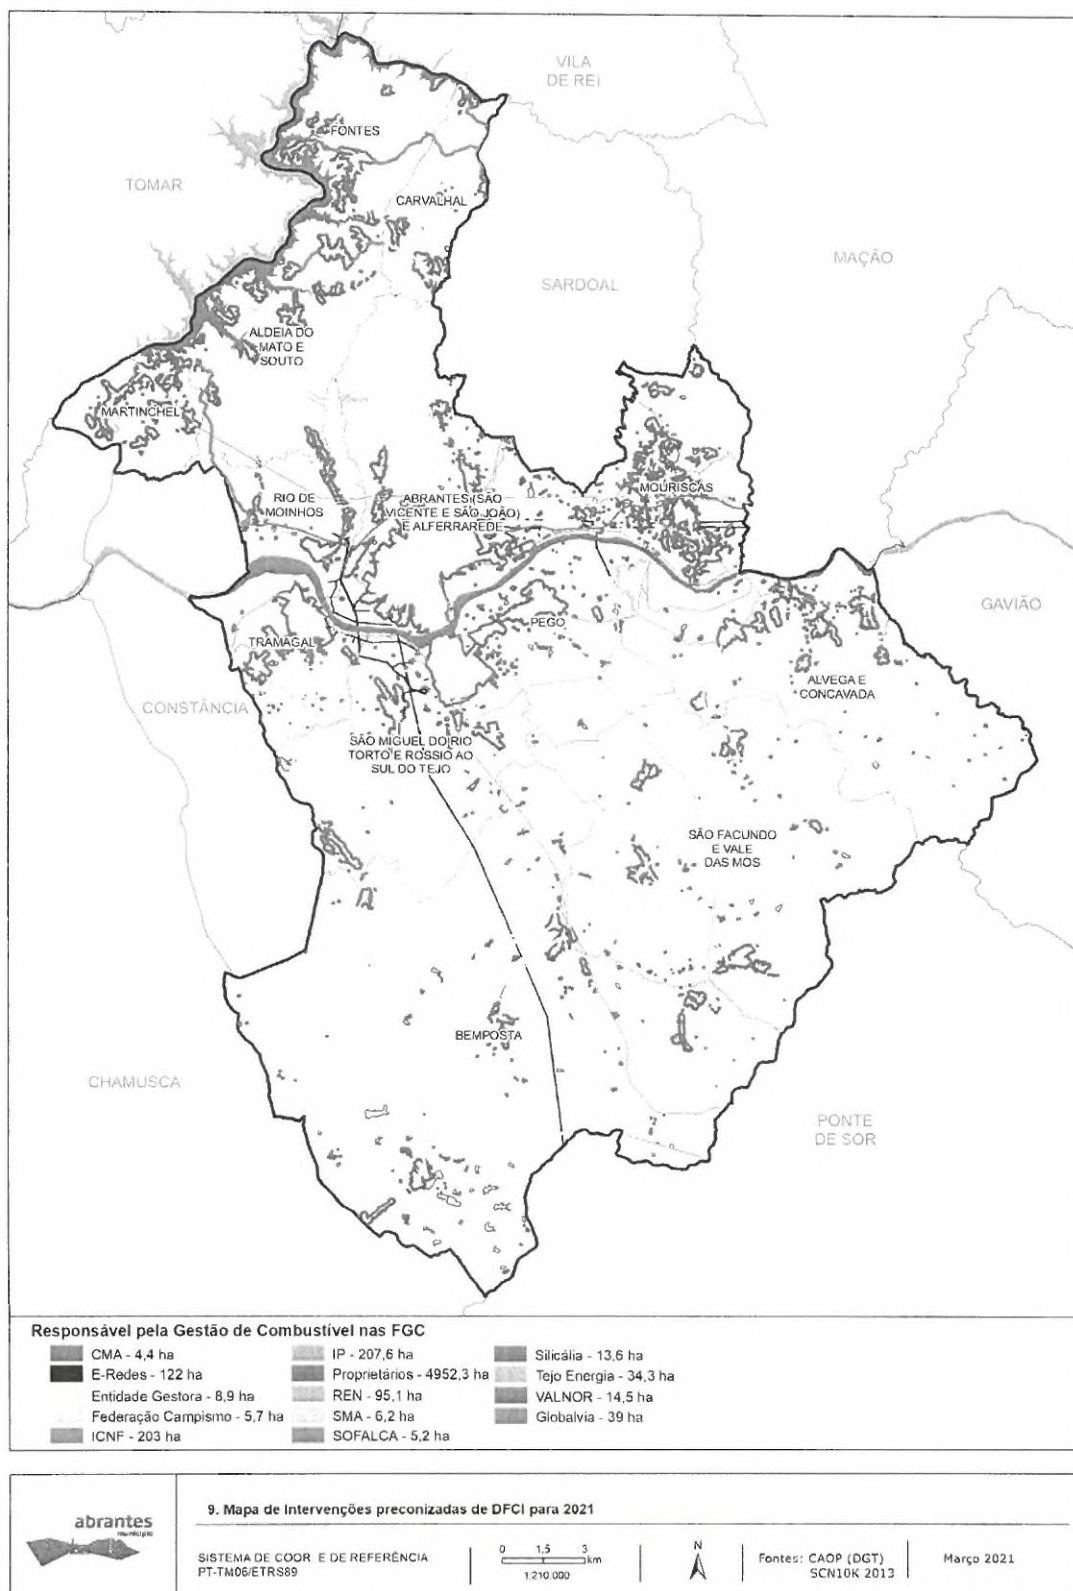 VILA
DE REI
FONTES
TOMAR
CARVALHAL
MAÇÃO
SARDOAL
ALDEIA DO
MATO E
SOUTO
MARTINCHEL
MOURISCAS
RIO DE
MOINHOS
ABRANTES (SÃO
VICENTE E SÃO JOÃO)
E ALFERRAREDE
GAVIÃO
PEGO
TRAMAGAL
ALVEGA E
CONCAVADA
CONSTÂNCIA
SÃO MIGUEL DO RIO
TORTO E ROSSIO AO
SUL DO TEJO
SÃO FACUNDO
E VALE
DAS MÓS
BEMPOSTA
CHAMUSCA
PONTE
DE SOR
Responsável pela Gestão de Combustível nas FGC
CMA - 4,4 ha
E-Redes - 122 ha
Entidade Gestora - 8,9 ha
Federação Campismo - 5,7 ha
ICNF - 203 ha
IP - 207,6 ha
Proprietários - 4952,3 ha
REN - 95,1 ha
SMA - 6,2 ha
SOFALCA - 5,2 ha
Silicália - 13,6 ha
Tejo Energia - 34,3 ha
VALNOR - 14,5 ha
Globalvia - 39 ha
abrantes
município
9. Mapa de Intervenções preconizadas de DFCI para 2021
SISTEMA DE COOR E DE REFERÊNCIA
PT-TM06/ETRS89
0 1,5 3
km
1:210.000
N
Fontes: CAOP (DGT)
SCN10K 2013
Março 2021